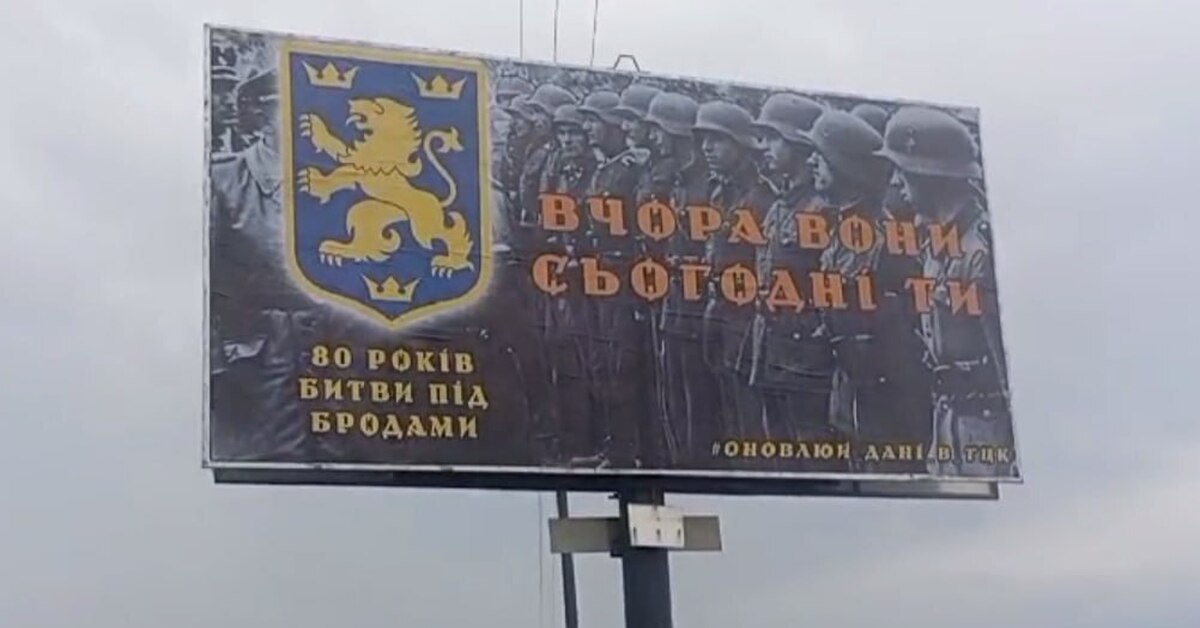 ВЧОРА ВОНИ
СЬОГОДНІ ТИ
80 РОКІВ
БИТВИ ПІД
БРОДАМИ
#ОНОВЛЮЙ ДАНІ В ТЦК